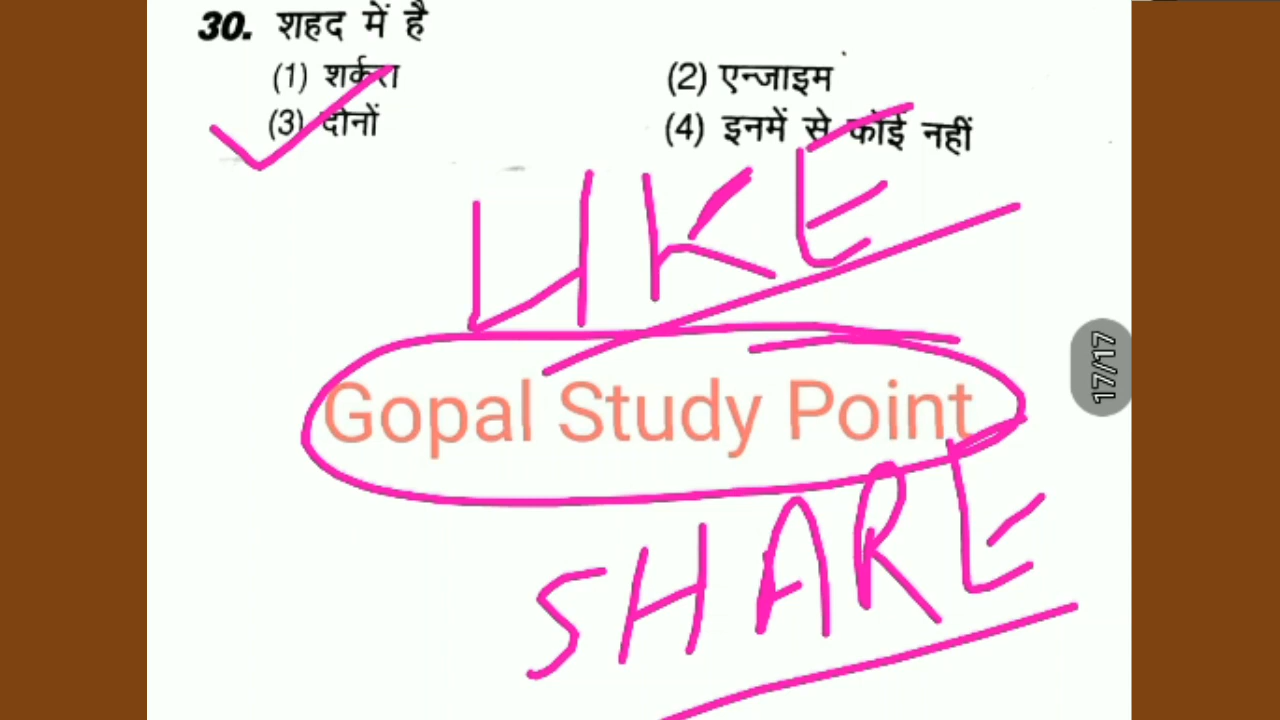 30. शहद में है
(1) शर्करा (2) एन्जाइम
(3) दोनों (4) इनमें से कोई नहीं
LIKE
Gopal Study Point
SHARE
17/17